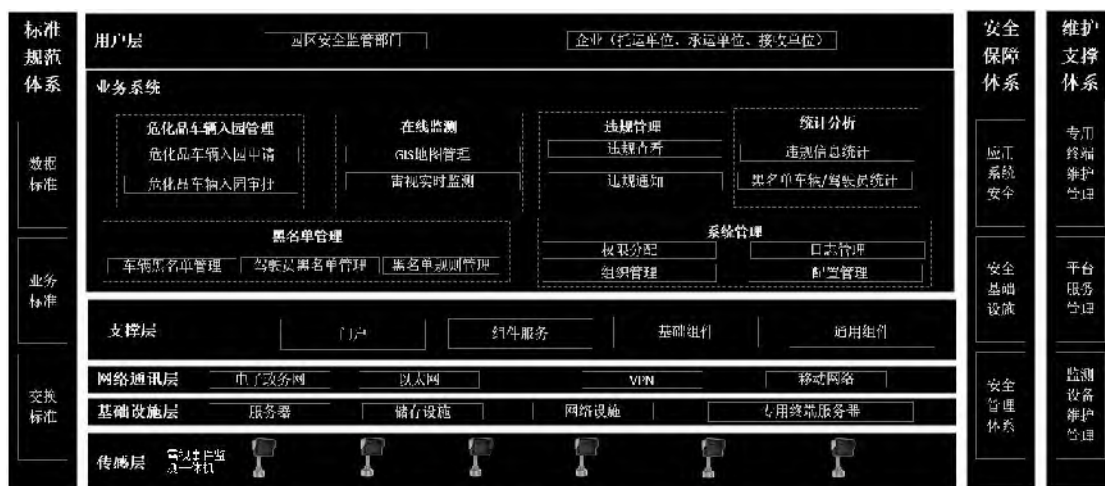 标准
规范
体系
数据
标准
业务
标准
交换
标准
用户层
园区安全监管部门
企业（托运单位、承运单位、接收单位）
业务系统
危化品车辆入园管理
危化品车辆入园申请
危化品车辆入园审批
在线监测
GIS地图管理
雷视实时监测
违规管理
违规查看
违规通知
统计分析
违规信息统计
黑名单车辆/驾驶员统计
黑名单管理
车辆黑名单管理
驾驶员黑名单管理
黑名单规则管理
系统管理
权限分配
日志管理
组织管理
配置管理
支撑层
门户
组件服务
基础组件
通用组件
网络通讯层
电子政务网
以太网
VPN
移动网络
基础设施层
服务器
储存设施
网络设施
专用终端服务器
传感层
安全
保障
体系
应用
系统
安全
安全
基础
设施
安全
管理
体系
维护
支撑
体系
专用
终端
维护
管理
平台
服务
管理
监测
设备
维护
管理